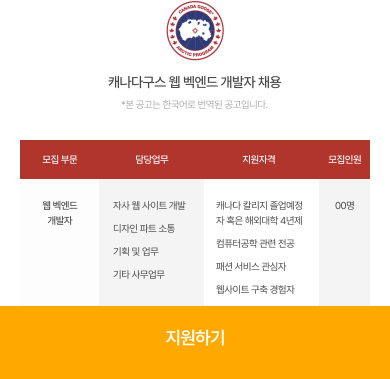 CANADA GOOSE
ARCTIC PROGRAM
캐나다구스 웹 벡엔드 개발자 채용
*본 공고는 한국어로 번역된 공고입니다.
모집 부문 담당업무 지원자격 모집인원
웹 벡엔드
개발자
자사 웹 사이트 개발
디자인 파트 소통
기획 및 업무
기타 사무업무
캐나다 칼리지 졸업예정
자 혹은 해외대학 4년제
컴퓨터공학 관련 전공
패션 서비스 관심자
웹사이트 구축 경험자
00명
지원하기